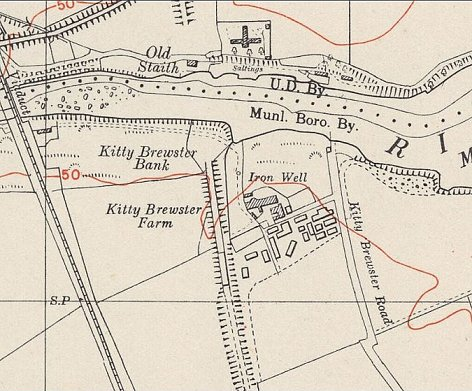 50
Old
Staith
Saltings
Viaduct
U.D. By.
Munl. Boro. By.
R I
M
Kitty Brewster
Bank
50
Iron Well
Kitty Brewster
Farm
Kitty Brewster Road
S.P